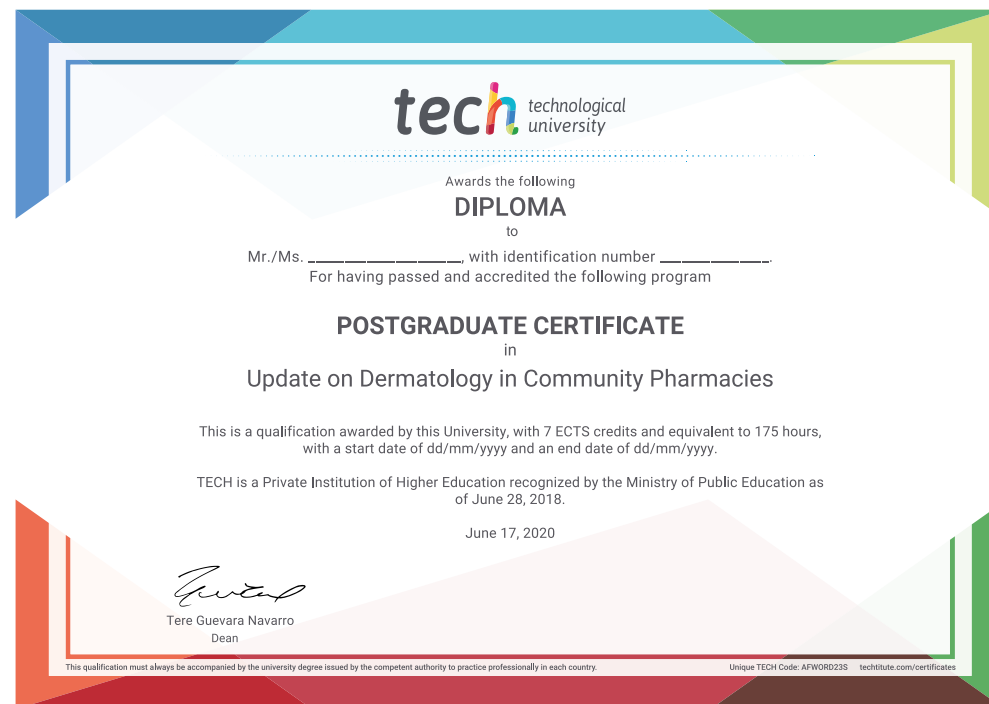 tech technological
university
Awards the following
DIPLOMA
to
Mr./Ms. ____________________, with identification number ______________.
For having passed and accredited the following program
POSTGRADUATE CERTIFICATE
in
Update on Dermatology in Community Pharmacies
This is a qualification awarded by this University, with 7 ECTS credits and equivalent to 175 hours,
with a start date of dd/mm/yyyy and an end date of dd/mm/yyyy.
TECH is a Private Institution of Higher Education recognized by the Ministry of Public Education as
of June 28, 2018.
June 17, 2020
Tere Guevara Navarro
Dean
This qualification must always be accompanied by the university degree issued by the competent authority to practice professionally in each country. Unique TECH Code: AFWORD23S techtitute.com/certificates